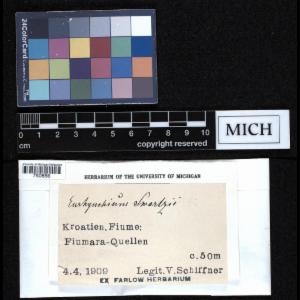 24ColorCard
0 1 2 3 4 5 6 7 8 9 10
cm
copyright reserved
MICH
HERBARIUM OF THE UNIVERSITY OF MICHIGAN
Eurhynchium Swartzii
Kroatien, Fiume;
Fiumara-Quellen
c.50m
4.4, 1909 Legit. V. Schiffner
EX FARLOW HERBARIUM